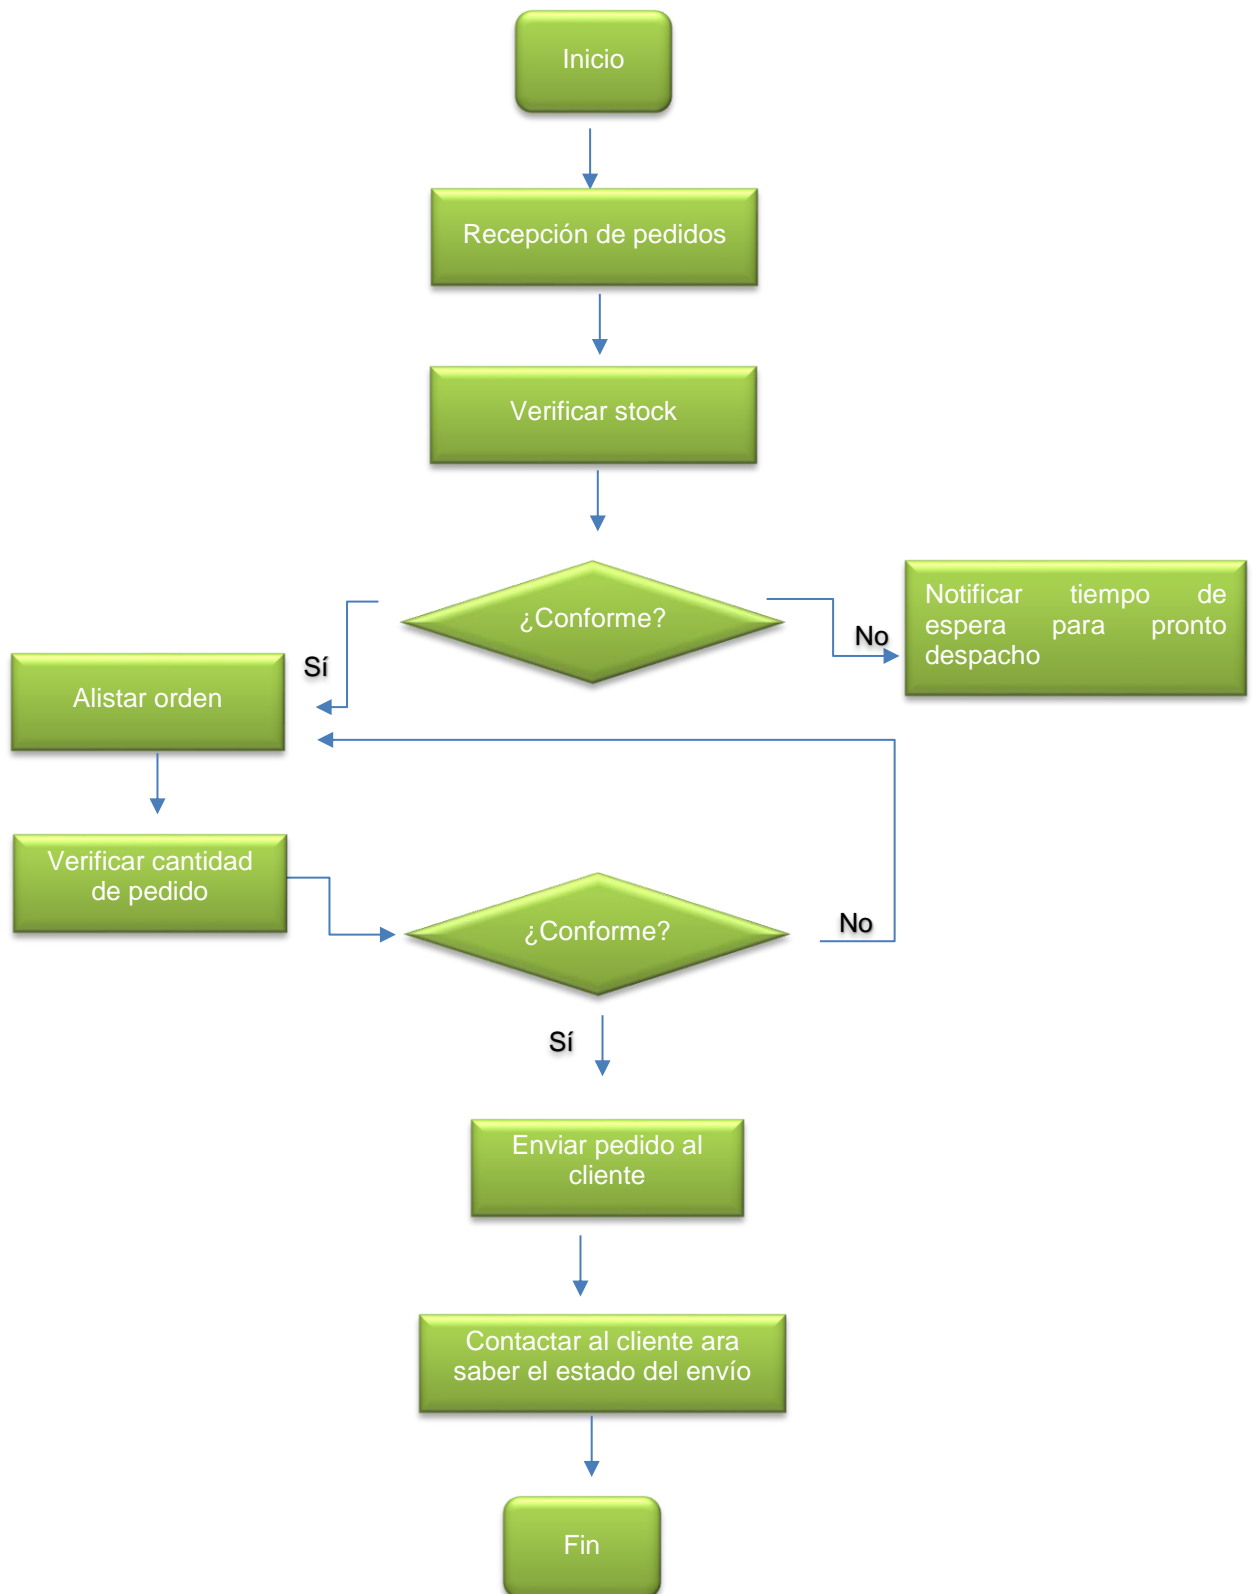 Inicio
Recepción de pedidos
Verificar stock
¿Conforme?
Notificar tiempo de
espera para pronto
despacho
No
Sí
Alistar orden
Verificar cantidad
de pedido
¿Conforme?
No
Sí
Enviar pedido al
cliente
Contactar al cliente ara
saber el estado del envío
Fin